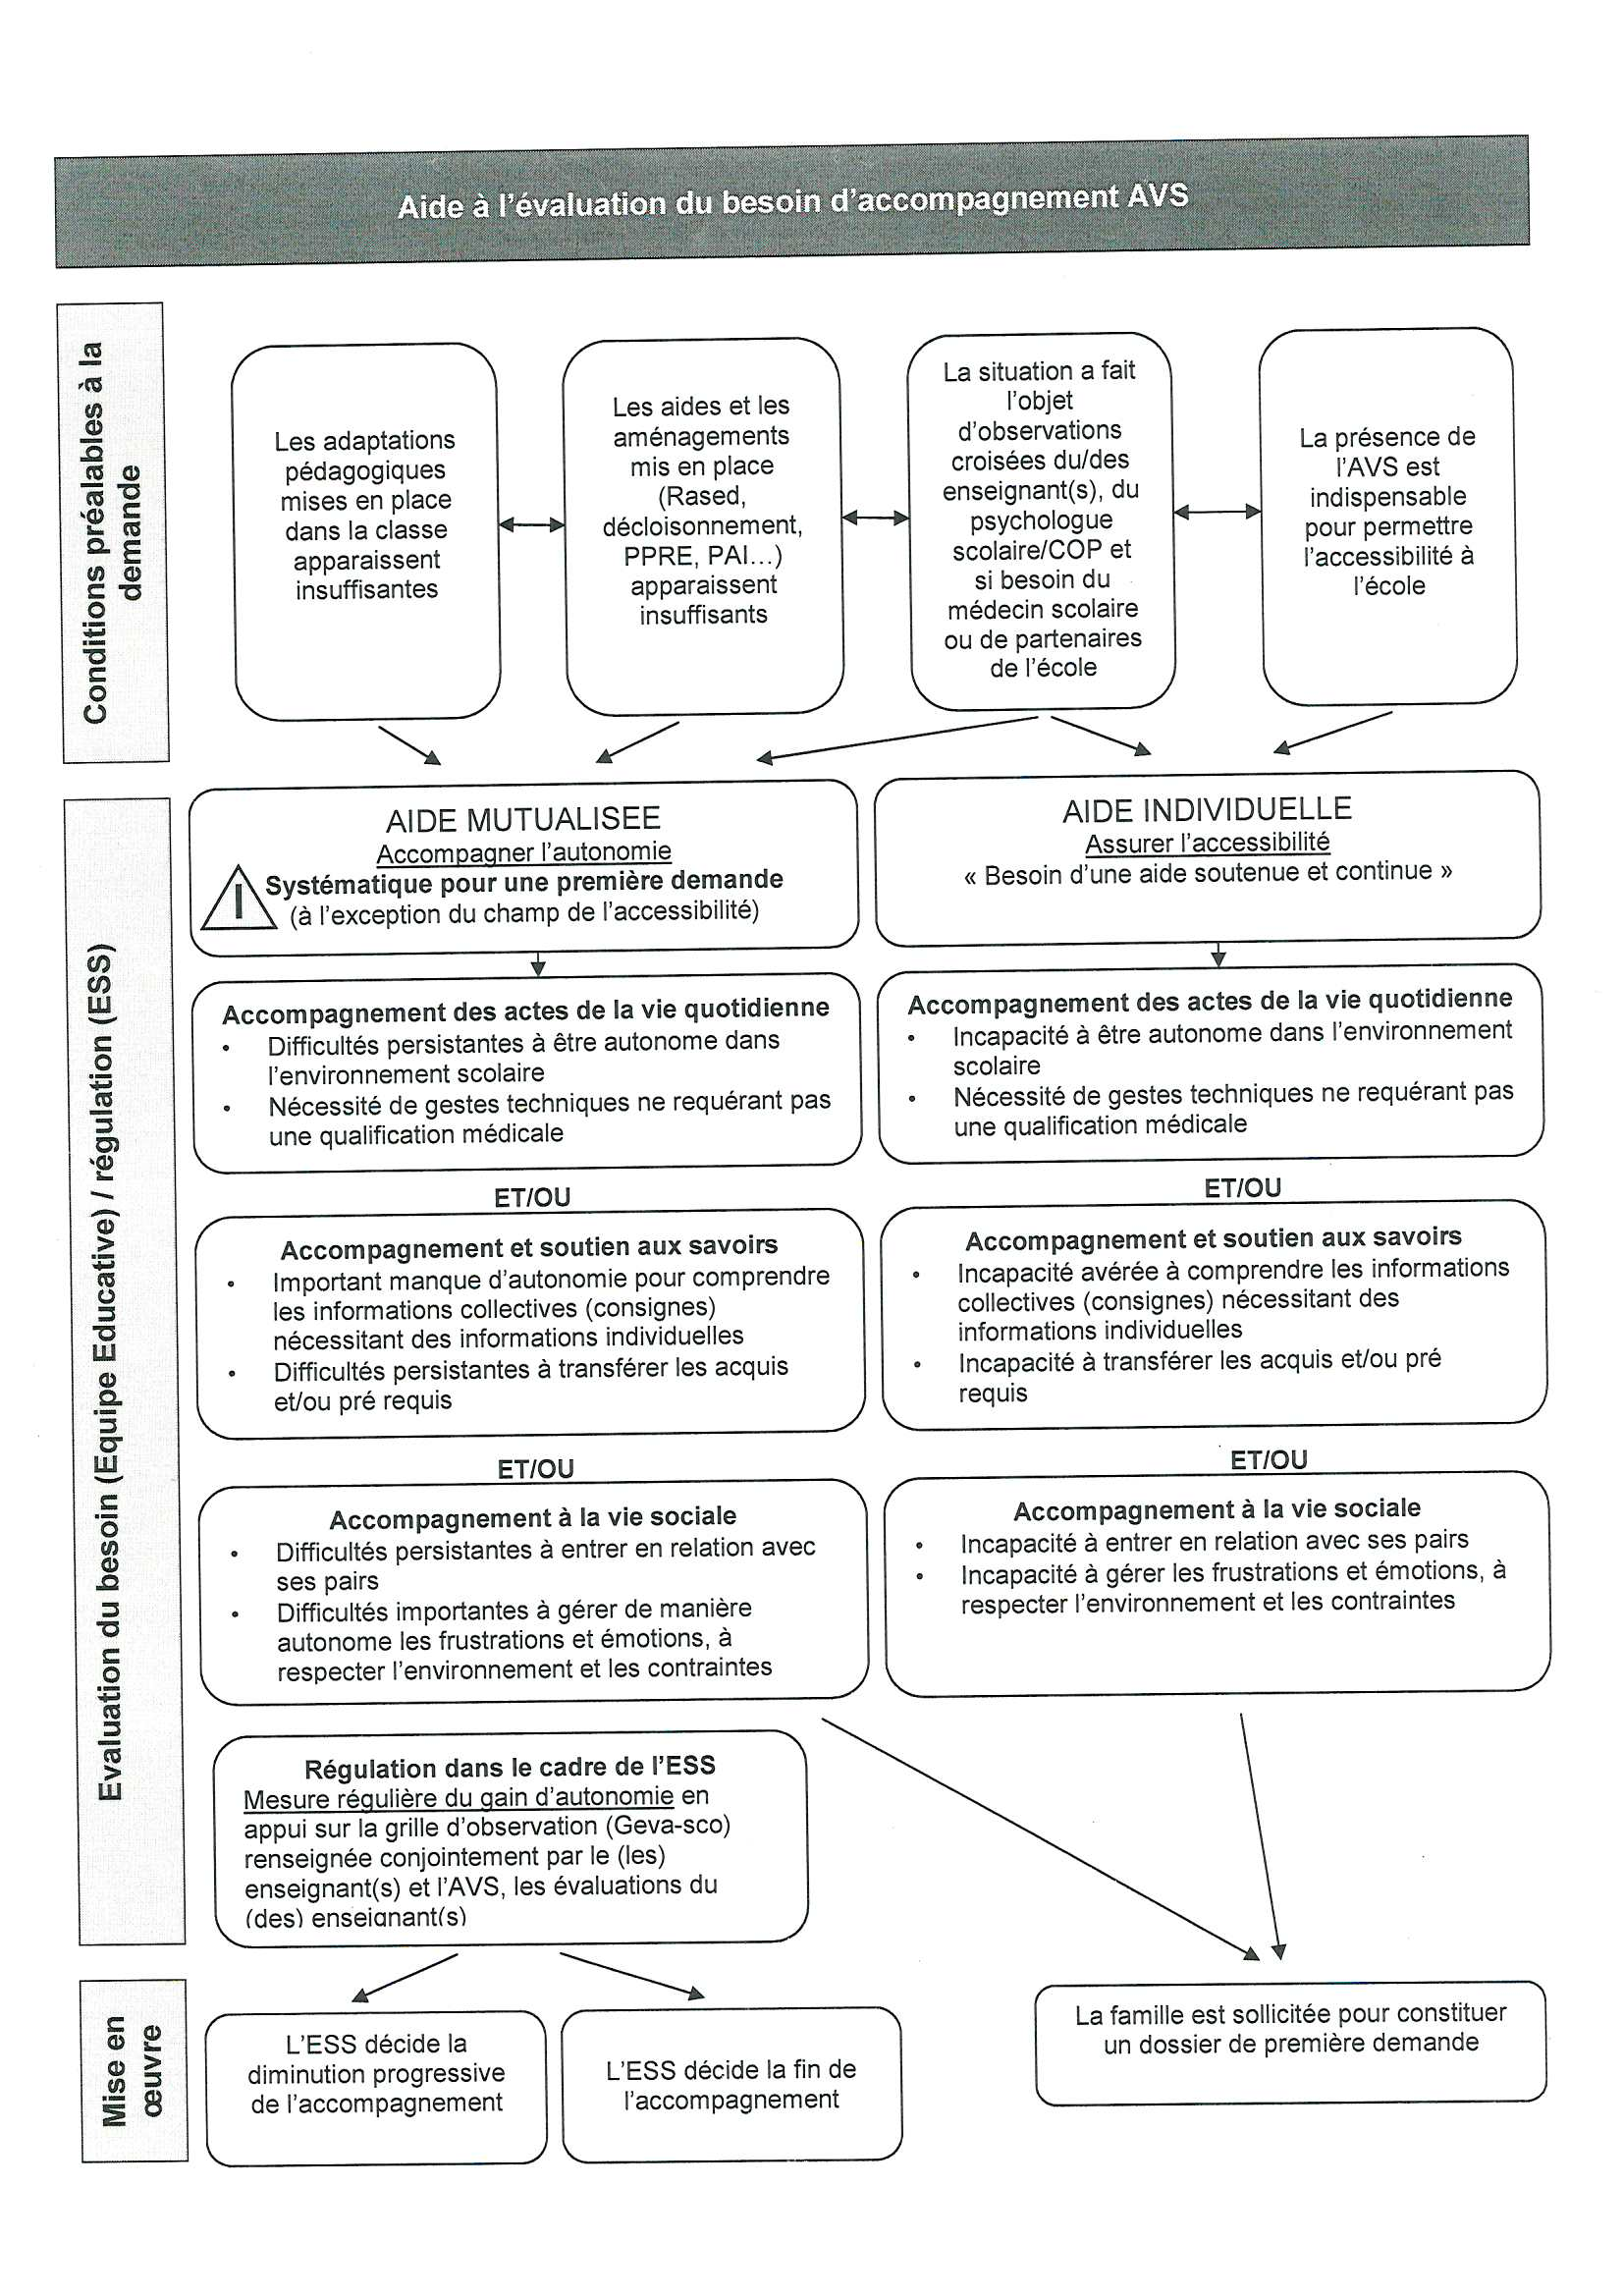 Aide à l'évaluation du besoin d'accompagnement AVS
Conditions préalables à la
demande
Les adaptations
pédagogiques
mises en place
dans la classe
apparaissent
insuffisantes
Les aides et les
aménagements
mis en place
(Rased,
décloisonnement,
PPRE, PAI…)
apparaissent
insuffisants
La situation a fait
l'objet
d'observations
croisées du/des
enseignant(s), du
psychologue
scolaire/COP et
si besoin du
médecin scolaire
ou de partenaires
de l'école
La présence de
l'AVS est
indispensable
pour permettre
l'accessibilité à
l'école
Evaluation du besoin (Equipe Educative) / régulation (ESS)
AIDE MUTUALISEE
Accompagner l'autonomie
! Systématique pour une première demande
(à l'exception du champ de l'accessibilité)
AIDE INDIVIDUELLE
Assurer l'accessibilité
« Besoin d'une aide soutenue et continue »
Accompagnement des actes de la vie quotidienne
• Difficultés persistantes à être autonome dans
l'environnement scolaire
• Nécessité de gestes techniques ne requérant pas
une qualification médicale
Accompagnement des actes de la vie quotidienne
• Incapacité à être autonome dans l'environnement
scolaire
• Nécessité de gestes techniques ne requérant pas
une qualification médicale
ET/OU
ET/OU
Accompagnement et soutien aux savoirs
• Important manque d'autonomie pour comprendre
les informations collectives (consignes)
nécessitant des informations individuelles
• Difficultés persistantes à transférer les acquis
et/ou pré requis
Accompagnement et soutien aux savoirs
• Incapacité avérée à comprendre les informations
collectives (consignes) nécessitant des
informations individuelles
• Incapacité à transférer les acquis et/ou pré
requis
ET/OU
ET/OU
Accompagnement à la vie sociale
• Difficultés persistantes à entrer en relation avec
ses pairs
• Difficultés importantes à gérer de manière
autonome les frustrations et émotions, à
respecter l'environnement et les contraintes
Accompagnement à la vie sociale
• Incapacité à entrer en relation avec ses pairs
• Incapacité à gérer les frustrations et émotions, à
respecter l'environnement et les contraintes
Régulation dans le cadre de l'ESS
Mesure régulière du gain d'autonomie en
appui sur la grille d'observation (Geva-sco)
renseignée conjointement par le (les)
enseignant(s) et l'AVS, les évaluations du
(des) enseignant(s)
Mise en
œuvre
L'ESS décide la
diminution progressive
de l'accompagnement
L'ESS décide la fin de
l'accompagnement
La famille est sollicitée pour constituer
un dossier de première demande